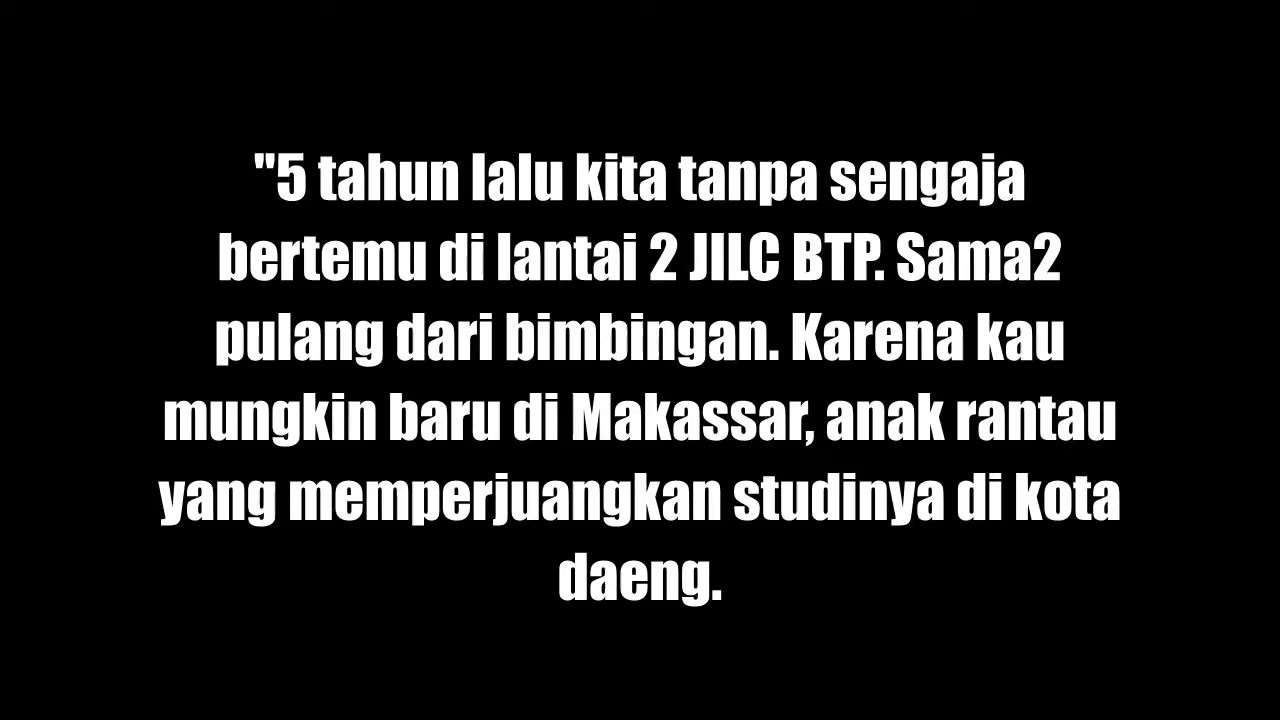 "5 tahun lalu kita tanpa sengaja
bertemu di lantai 2 JILC BTP. Sama2
pulang dari bimbingan. Karena kau
mungkin baru di Makassar, anak rantau
yang memperjuangkan studinya di kota
daeng.